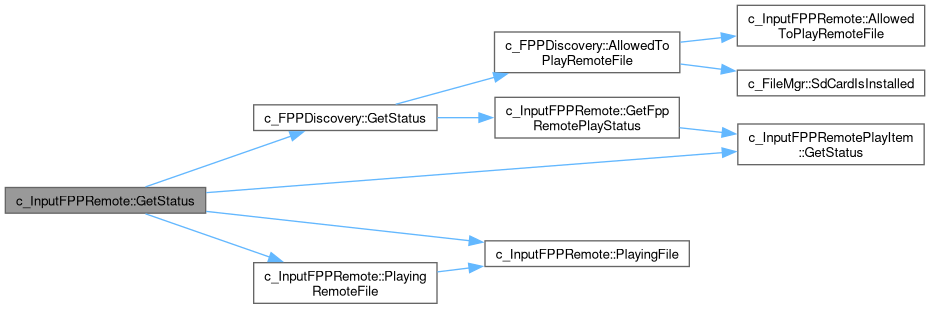 c_InputFPPRemote::Allowed
ToPlayRemoteFile
c_FPPDiscovery::AllowedTo
PlayRemoteFile
c_FileMgr::SdCardIsInstalled
c_FPPDiscovery::GetStatus
c_InputFPPRemote::GetFpp
RemotePlayStatus
c_InputFPPRemotePlayItem
::GetStatus
c_InputFPPRemote::GetStatus
c_InputFPPRemote::PlayingFile
c_InputFPPRemote::Playing
RemoteFile